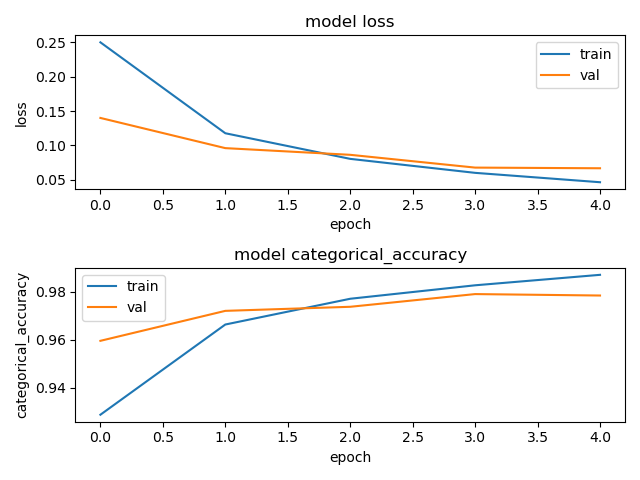 model loss
0.25
0.20
0.15
0.10
0.05
loss
train
val
0.0 0.5 1.0 1.5 2.0 2.5 3.0 3.5 4.0
epoch
model categorical_accuracy
0.98
0.96
0.94
categorical_accuracy
train
val
0.0 0.5 1.0 1.5 2.0 2.5 3.0 3.5 4.0
epoch